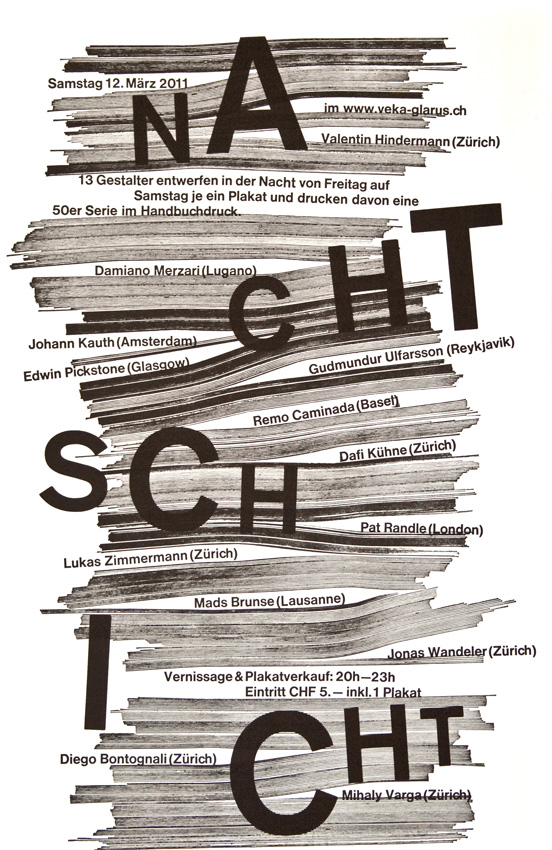 Samstag 12. März 2011
NA
im www.veka-glarus.ch
Valentin Hindermann (Zürich)
13 Gestalter entwerfen in der Nacht von Freitag auf
Samstag je ein Plakat und drucken davon eine
50er Serie im Handbuchdruck.
CHT
Damiano Merzari (Lugano)
Johann Kauth (Amsterdam)
Gudmundur Ulfarsson (Reykjavik)
Edwin Pickstone (Glasgow)
Remo Caminada (Basel)
SCH
Dafi Kühne (Zürich)
Pat Randle (London)
Lukas Zimmermann (Zürich)
Mads Brunse (Lausanne)
I
Jonas Wandeler (Zürich)
Vernissage & Plakatverkauf: 20h—23h
Eintritt CHF 5.— inkl. 1 Plakat
CHT
Diego Bontognali (Zürich)
Mihaly Varga (Zürich)